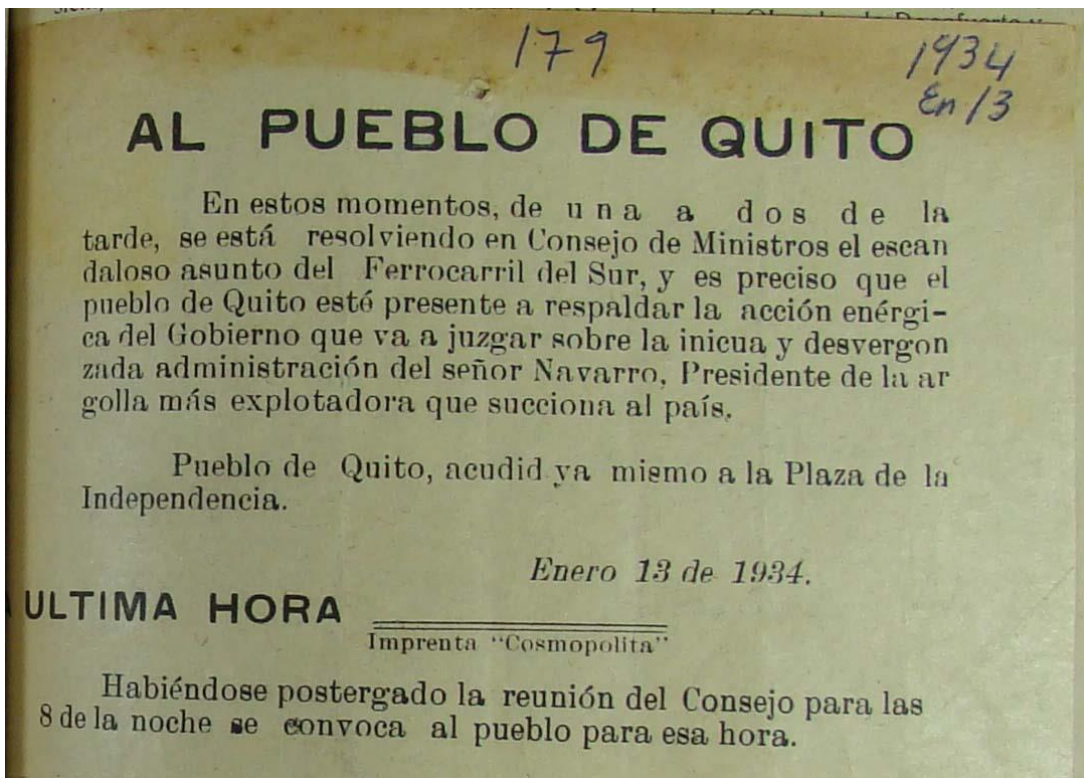 179
1934
En 13
AL PUEBLO DE QUITO
En estos momentos, de una a dos de la
tarde, se está resolviendo en Consejo de Ministros el escan
daloso asunto del Ferrocarril del Sur, y es preciso que el
pueblo de Quito esté presente a respaldar la acción enérgi-
ca del Gobierno que va a juzgar sobre la inicua y desvergon
zada administración del señor Navarro, Presidente de la ar
golla más explotadora que succiona al país.
Pueblo de Quito, acudid ya mismo a la Plaza de la
Independencia.
Enero 13 de 1934.
ULTIMA HORA
Imprenta "Cosmopolita"
Habiéndose postergado la reunión del Consejo para las
8 de la noche se convoca al pueblo para esa hora.